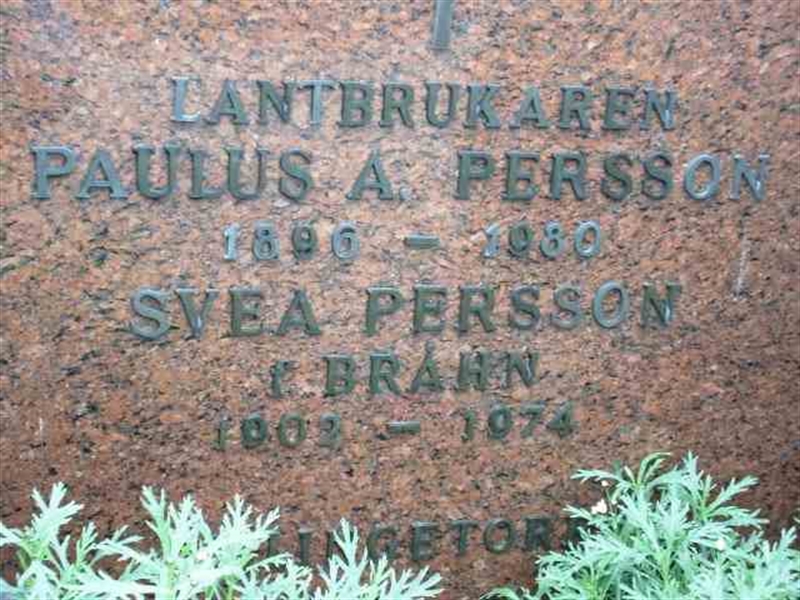 LANTBRUKAREN
PAULUS A. PERSSON
1896 - 1980
SVEA PERSSON
f BRÅHN
1902 - 1974